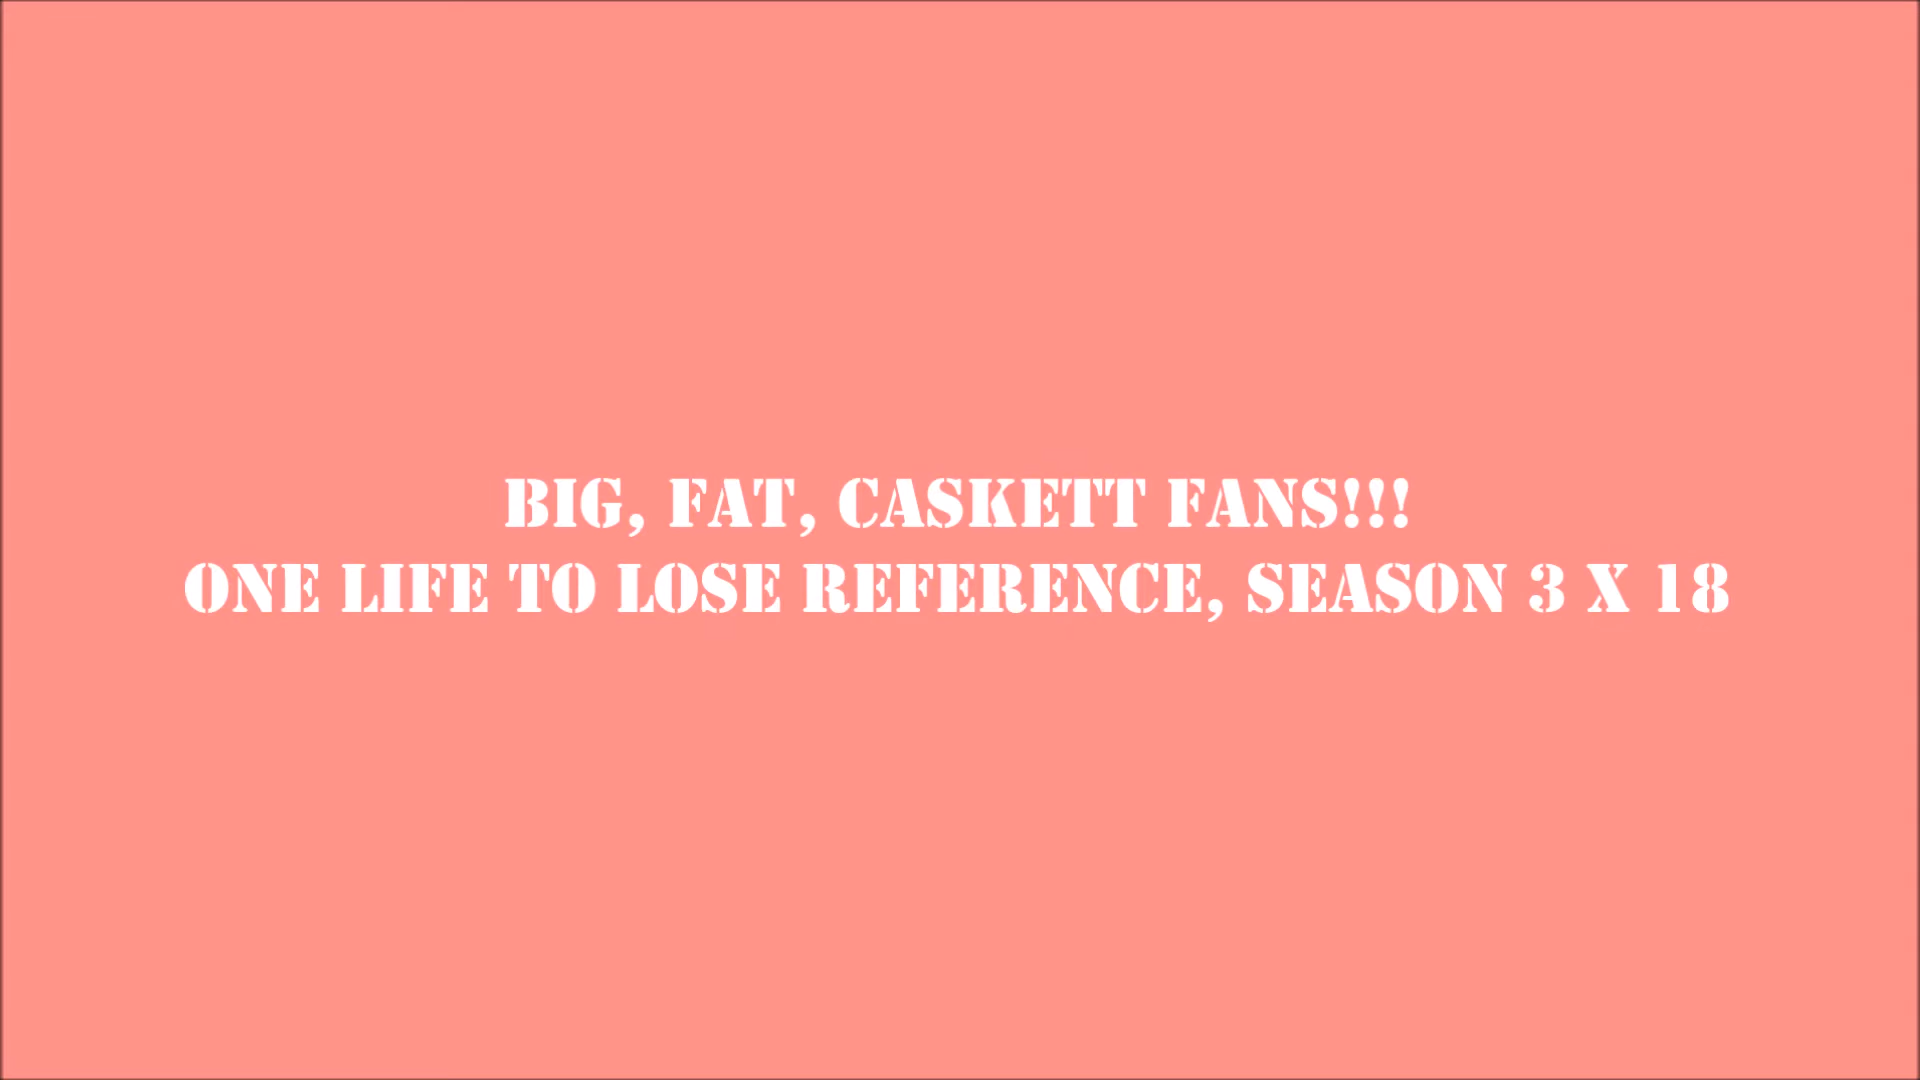 BIG, FAT, CASKETT FANS!!!
ONE LIFE TO LOSE REFERENCE, SEASON 3 X 18